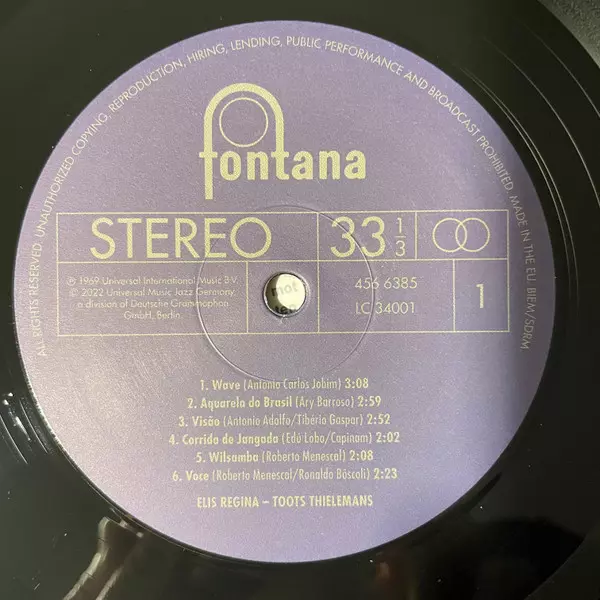 ALL RIGHTS RESERVED. UNAUTHORIZED COPYING, REPRODUCTION, HIRING, LENDING, PUBLIC PERFORMANCE AND BROADCAST PROHIBITED. MADE IN THE EU. BIEM/SDRM
fontana
STEREO
33 1/3
℗ 1969 Universal International Music B.V.
© 2022 Universal Music Jazz Germany,
a division of Deutsche Grammophon
GmbH, Berlin.
456 6385
LC 34001
1
1. Wave (Antonio Carlos Jobim) 3:08
2. Aquarela do Brasil (Ary Barroso) 2:59
3. Visão (Antonio Adolfo/Tibério Gaspar) 2:52
4. Corrida de Jangada (Edú Lobo/Capinam) 2:02
5. Wilsamba (Roberto Menescal) 2:08
6. Voce (Roberto Menescal/Ronaldo Bôscoli) 2:23
ELIS REGINA – TOOTS THIELEMANS